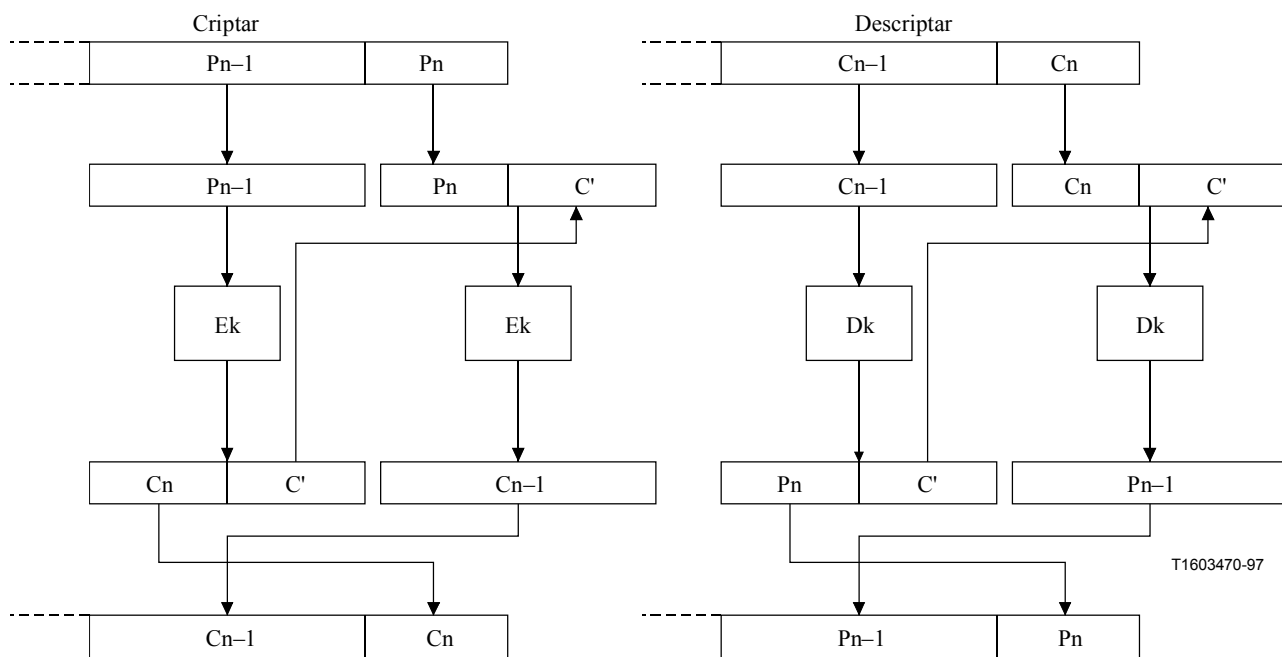 Criptar
Pn–1 Pn
Pn–1 Pn C'
Ek Ek
Cn C' Cn–1
Cn–1 Cn
Descriptar
Cn–1 Cn
Cn–1 Cn C'
Dk Dk
Pn C' Pn–1
T1603470-97
Pn–1 Pn